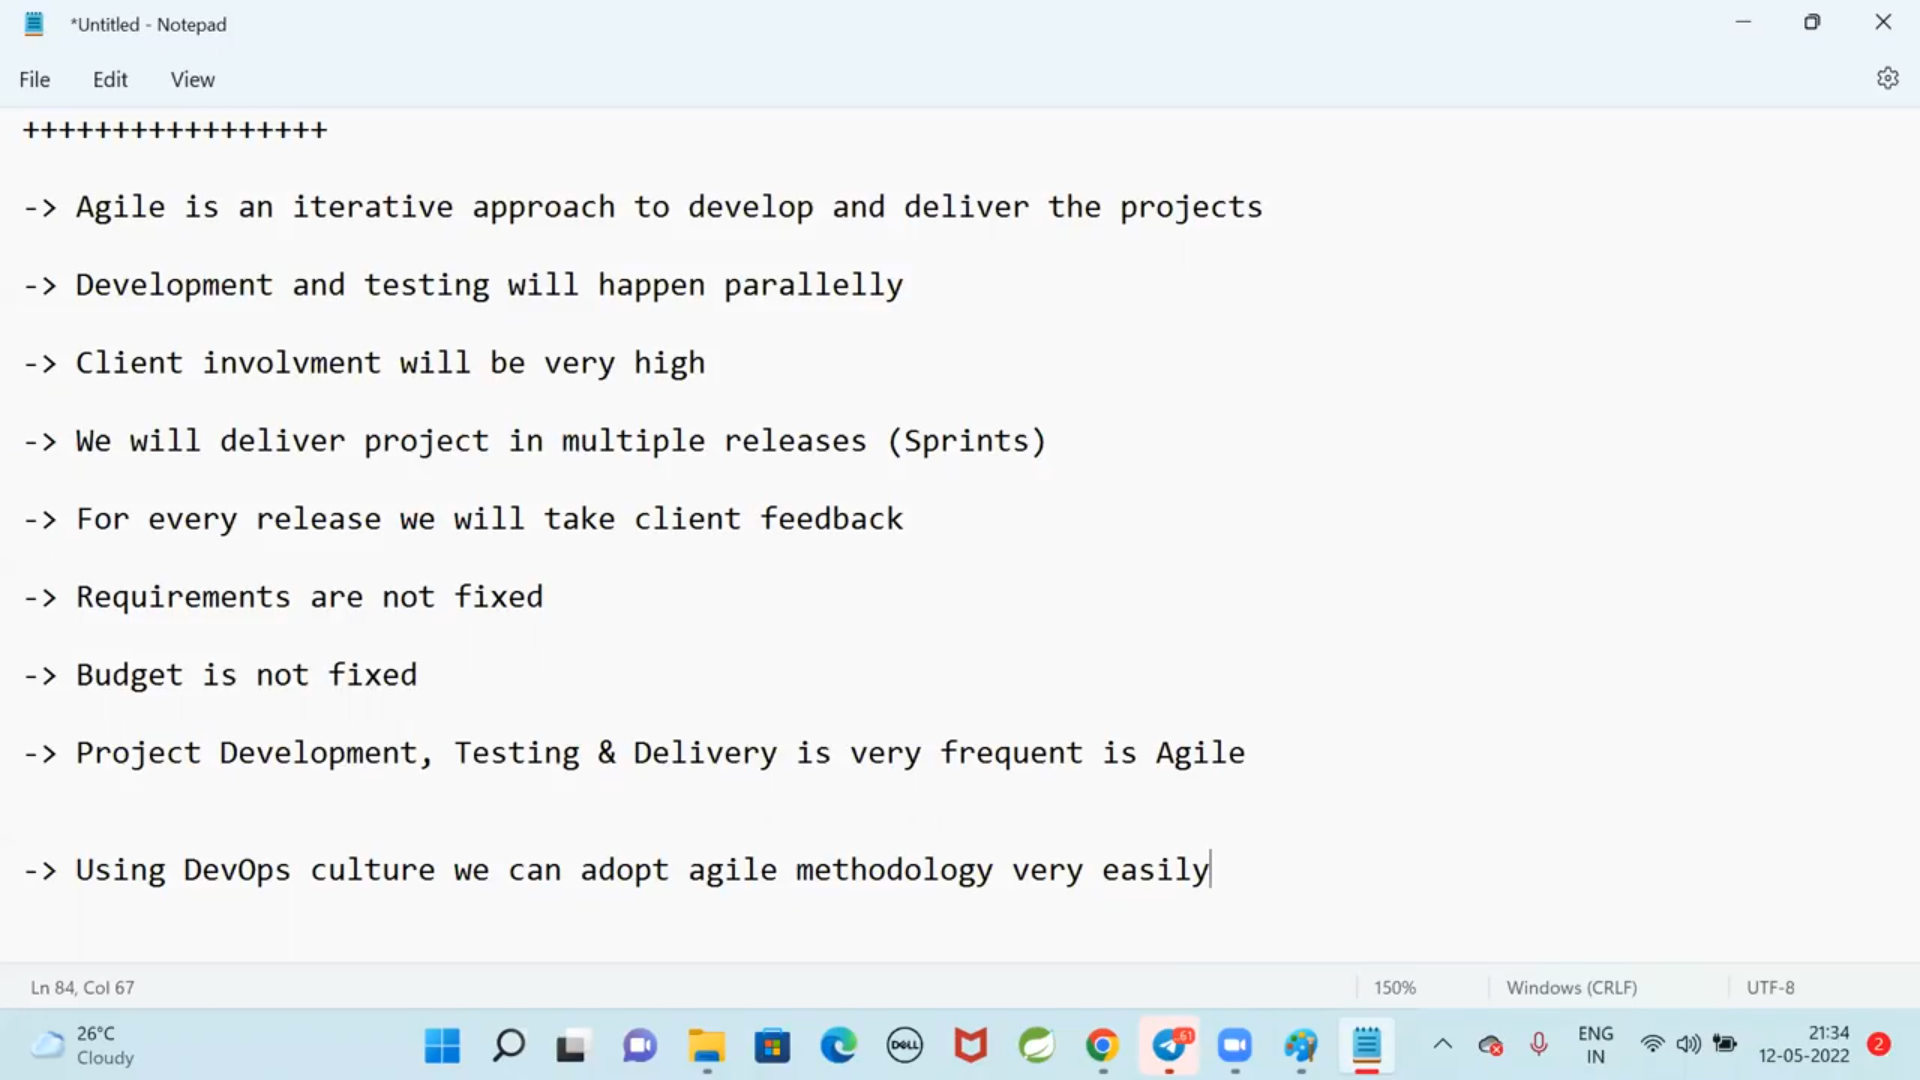 *Untitled - Notepad
File Edit View
+++++++++++++++++
-> Agile is an iterative approach to develop and deliver the projects
-> Development and testing will happen parallelly
-> Client involvment will be very high
-> We will deliver project in multiple releases (Sprints)
-> For every release we will take client feedback
-> Requirements are not fixed
-> Budget is not fixed
-> Project Development, Testing & Delivery is very frequent is Agile
-> Using DevOps culture we can adopt agile methodology very easily
Ln 84, Col 67 150% Windows (CRLF) UTF-8
26°C
Cloudy
DELL
61
ENG
IN
21:34
12-05-2022
2